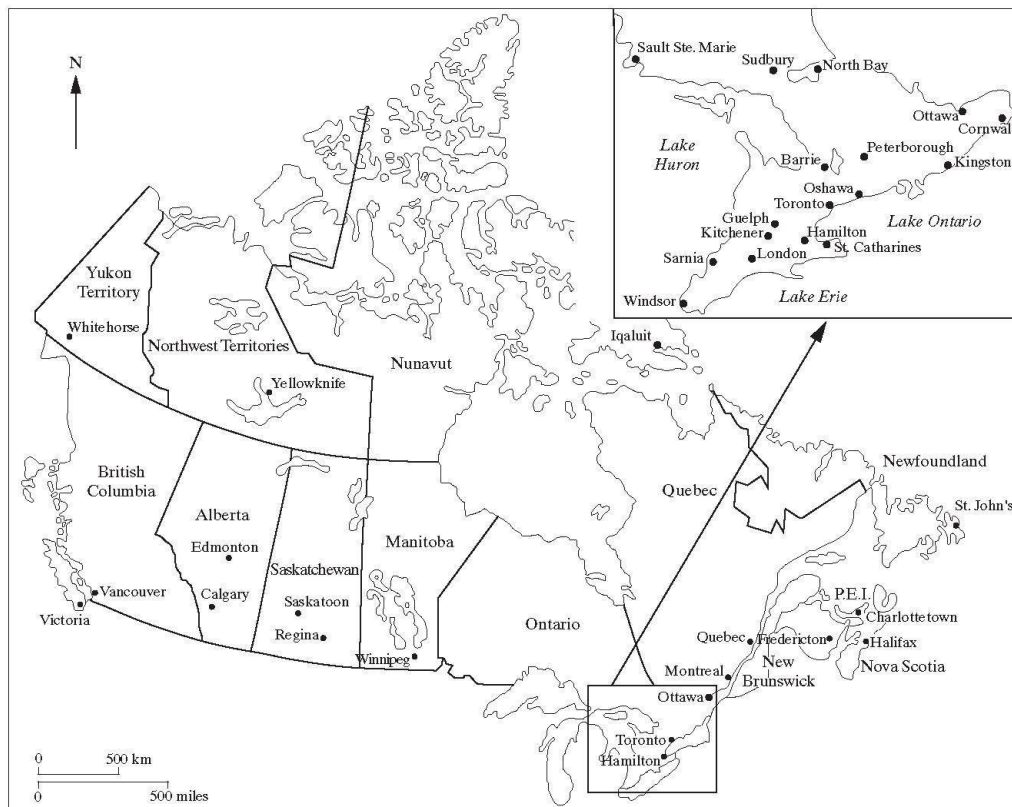 N
Sault Ste. Marie
Sudbury
North Bay
Ottawa
Cornwal
Lake
Huron
Peterborough
Barrie
Kingston
Oshawa
Toronto
Lake Ontario
Guelph
Kitchener
Hamilton
St. Catharines
Sarnia
London
Windsor
Lake Erie
Yukon
Territory
Whitehorse
Northwest Territories
Yellowknife
Nunavut
Iqaluit
British
Columbia
Alberta
Edmonton
Calgary
Vancouver
Victoria
Saskatchewan
Saskatoon
Regina
Manitoba
Winnipeg
Ontario
Quebec
Newfoundland
St. John's
P.E.I.
Charlottetown
Quebec
Fredericton
Halifax
Nova Scotia
New
Brunswick
Montreal
Ottawa
Toronto
Hamilton
0 500 km
0 500 miles